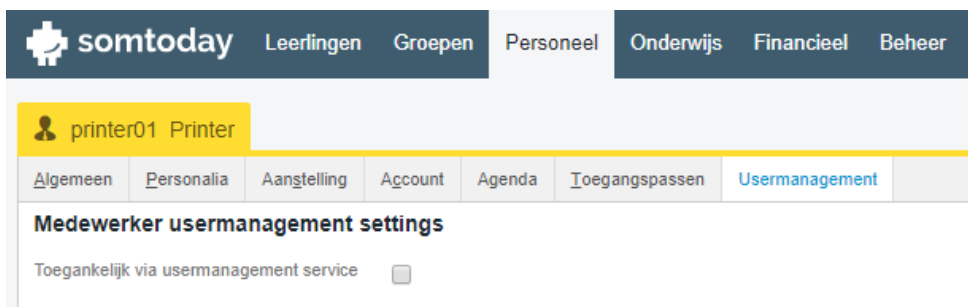 somtoday Leerlingen Groepen Personeel Onderwijs Financieel Beheer
printer01 Printer
Algemeen Personalia Aanstelling Account Agenda Toegangspassen Usermanagement
Medewerker usermanagement settings
Toegankelijk via usermanagement service